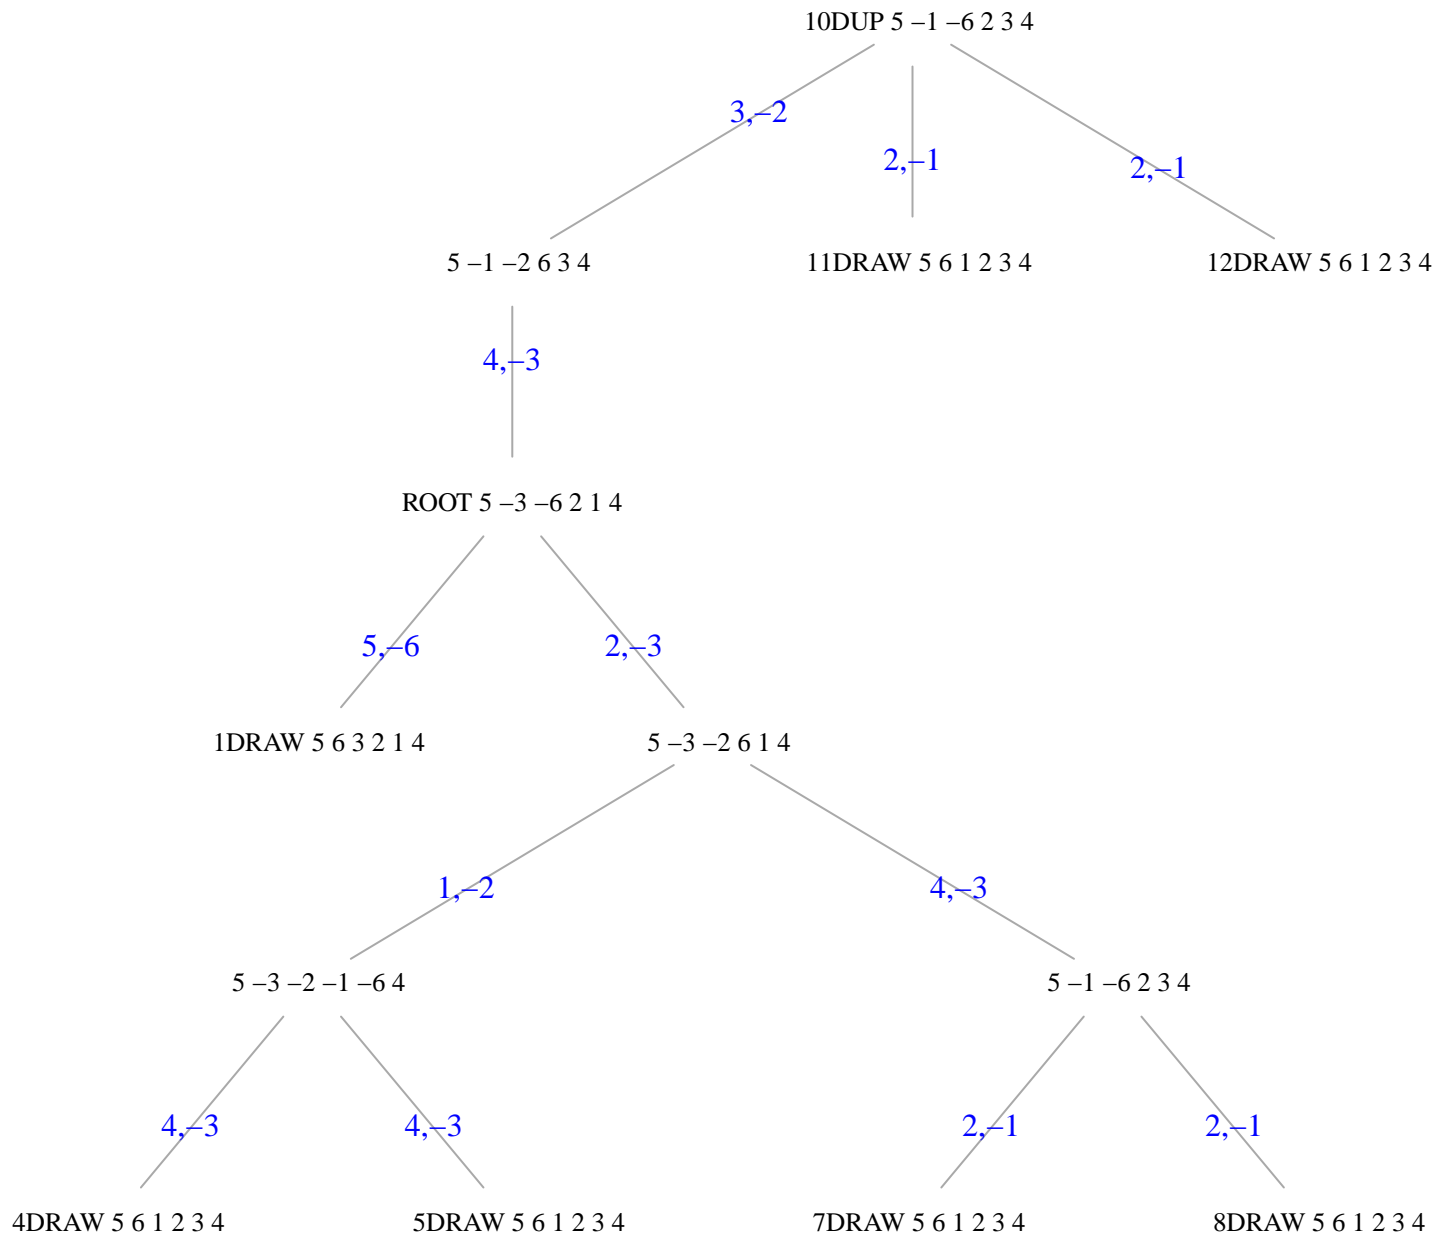 10DUP 5 –1 –6 2 3 4
3,–2
2,–1
2,–1
5 –1 –2 6 3 4
11DRAW 5 6 1 2 3 4
12DRAW 5 6 1 2 3 4
4,–3
ROOT 5 –3 –6 2 1 4
5,–6
2,–3
1DRAW 5 6 3 2 1 4
5 –3 –2 6 1 4
1,–2
4,–3
5 –3 –2 –1 –6 4
5 –1 –6 2 3 4
4,–3
4,–3
2,–1
2,–1
4DRAW 5 6 1 2 3 4
5DRAW 5 6 1 2 3 4
7DRAW 5 6 1 2 3 4
8DRAW 5 6 1 2 3 4